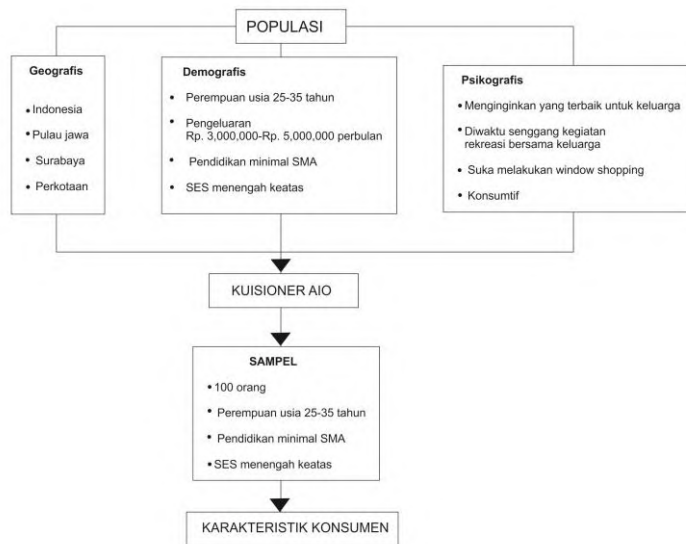 POPULASI
Geografis
• Indonesia
• Pulau jawa
• Surabaya
• Perkotaan
Demografis
• Perempuan usia 25-35 tahun
• Pengeluaran
Rp. 3,000,000-Rp. 5,000,000 perbulan
• Pendidikan minimal SMA
• SES menengah keatas
Psikografis
• Menginginkan yang terbaik untuk keluarga
• Diwaktu senggang kegiatan
rekreasi bersama keluarga
• Suka melakukan window shopping
• Konsumtif
KUISIONER AIO
SAMPEL
• 100 orang
• Perempuan usia 25-35 tahun
• Pendidikan minimal SMA
• SES menengah keatas
KARAKTERISTIK KONSUMEN